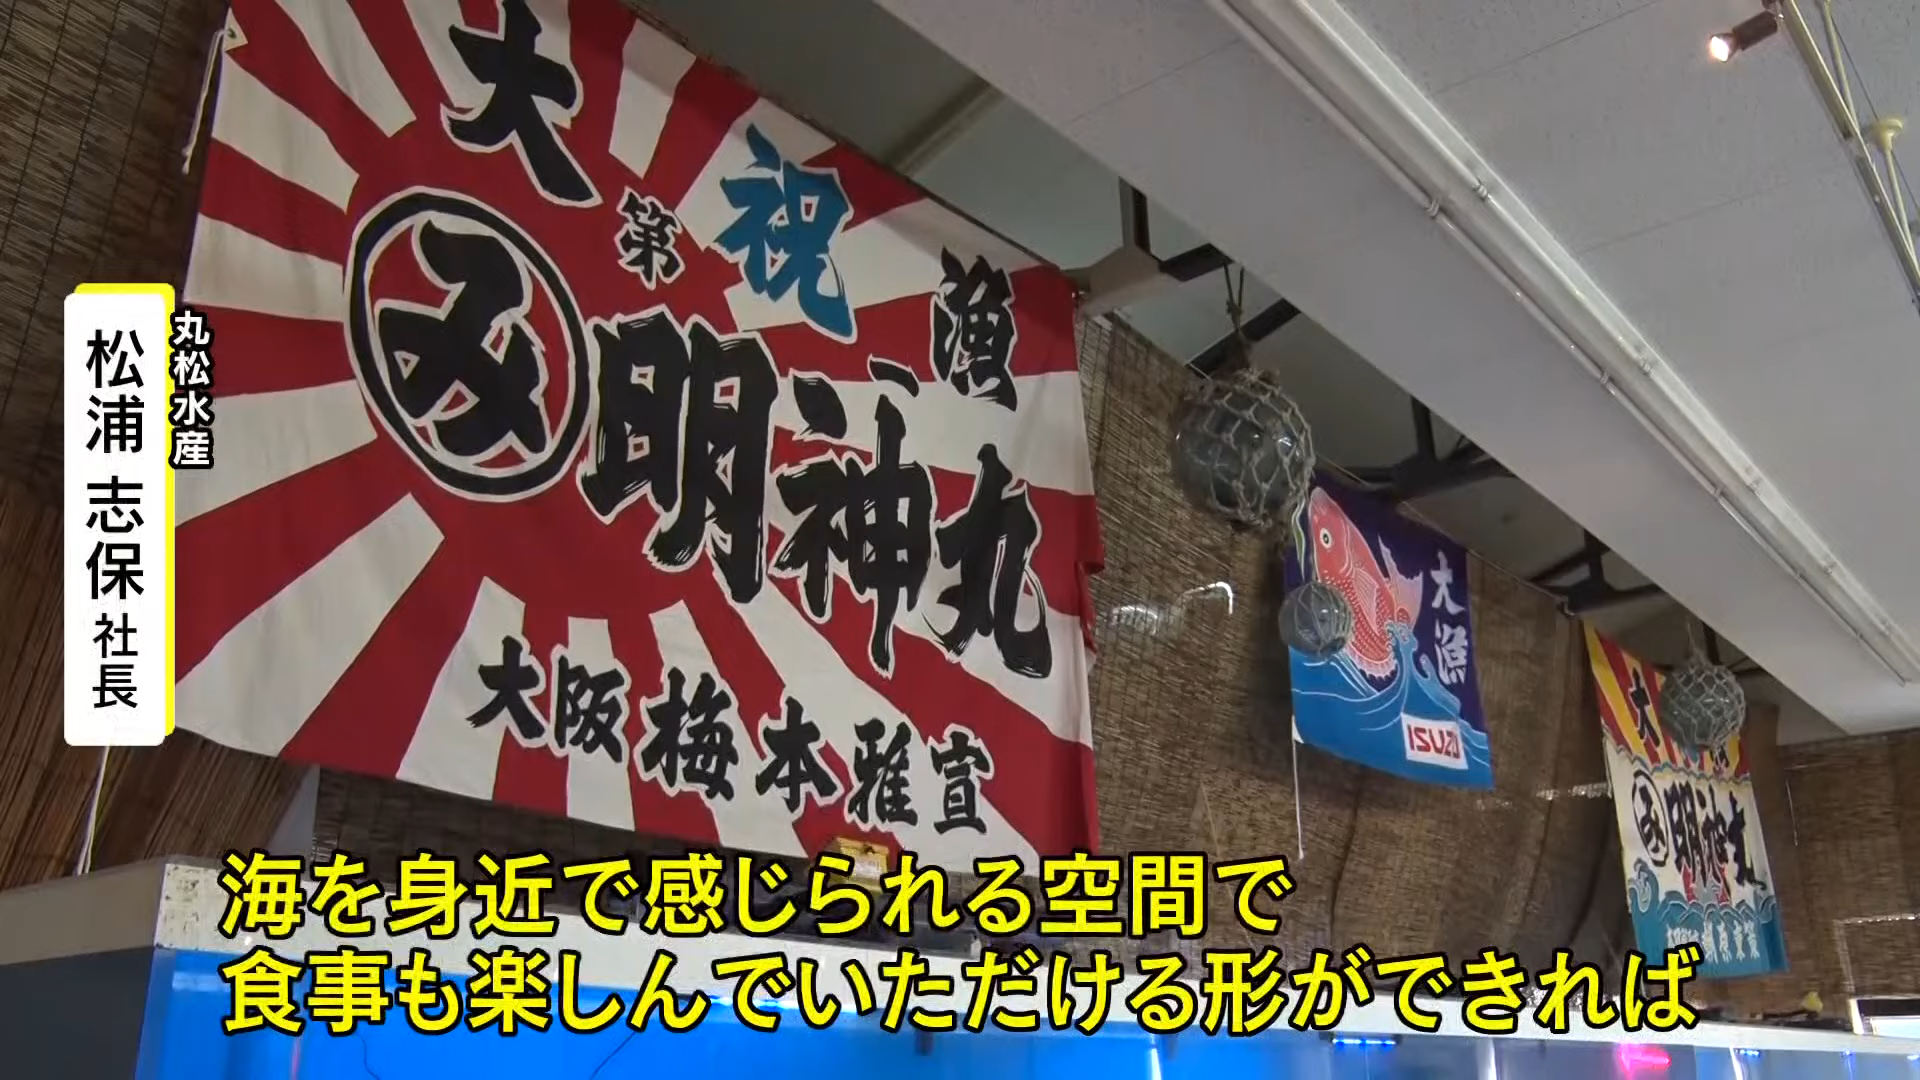 丸松水産
松浦 志保 社長
大
祝
漁
第
明神丸
大阪 梅本雅宣
大漁
ISUZU
大
明神丸
海を身近で感じられる空間で
食事も楽しんでいただける形ができれば